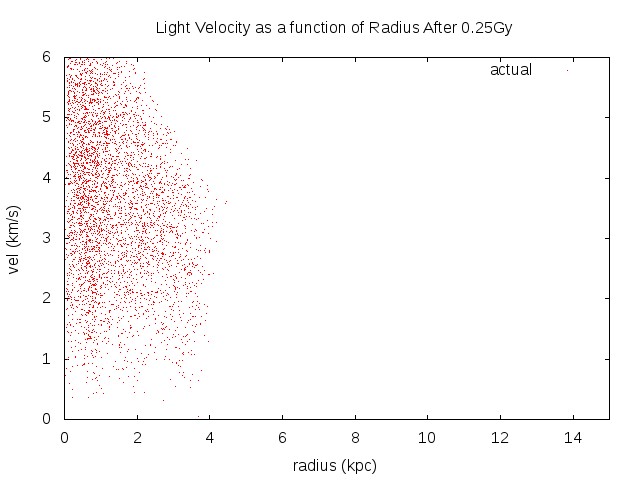 Light Velocity as a function of Radius After 0.25Gy
actual
vel (km/s)
6
5
4
3
2
1
0
0 2 4 6 8 10 12 14
radius (kpc)